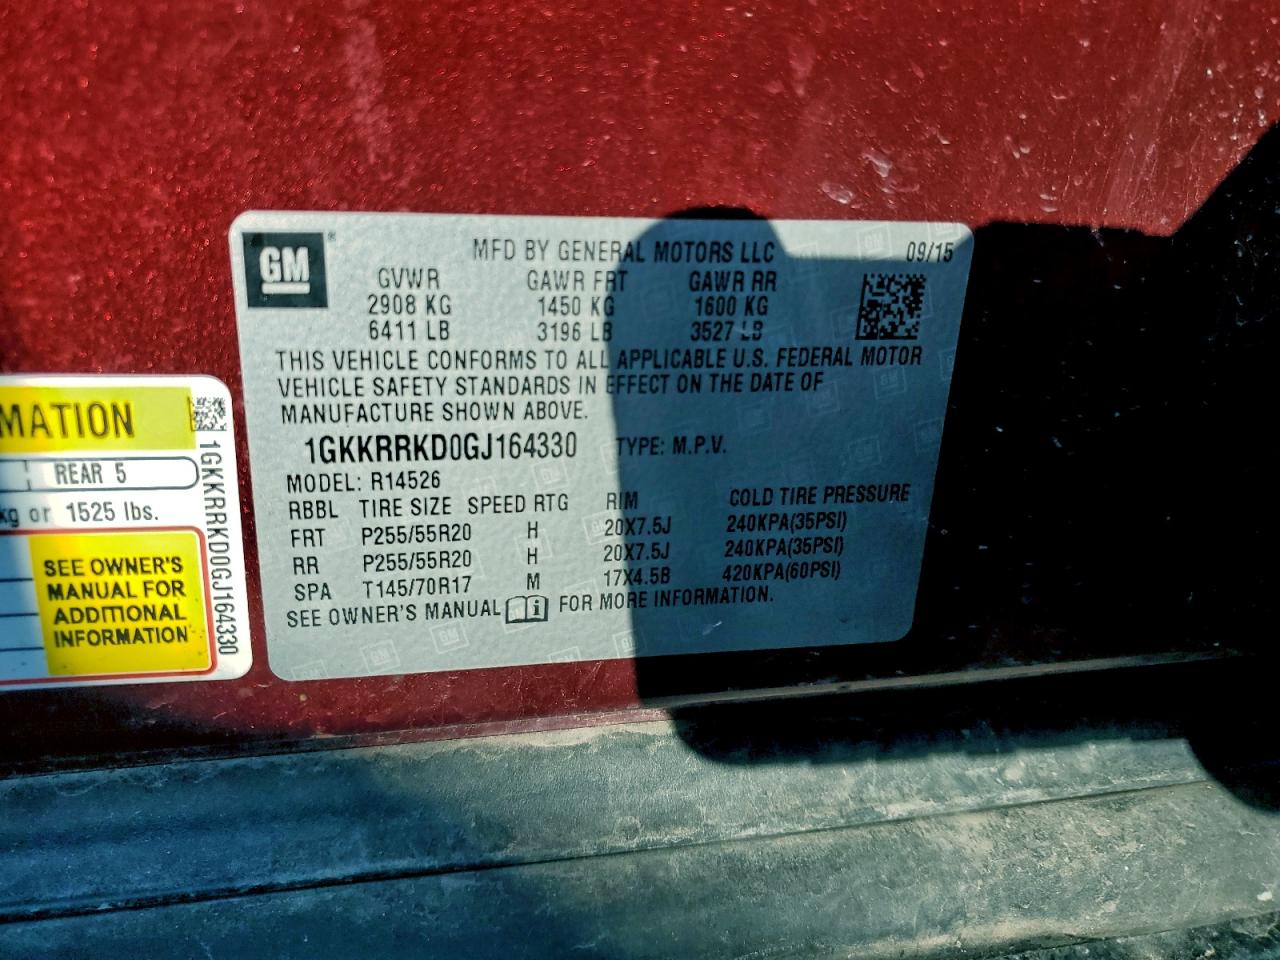 GM ®
MFD BY GENERAL MOTORS LLC 09/15
GVWR GAWR FRT GAWR RR
2908 KG 1450 KG 1600 KG
6411 LB 3196 LB 3527 LB
THIS VEHICLE CONFORMS TO ALL APPLICABLE U.S. FEDERAL MOTOR
VEHICLE SAFETY STANDARDS IN EFFECT ON THE DATE OF
MANUFACTURE SHOWN ABOVE.
1GKKRRKD0GJ164330 TYPE: M.P.V.
MODEL: R14526
RBBL TIRE SIZE SPEED RTG RIM COLD TIRE PRESSURE
FRT P255/55R20 H 20X7.5J 240KPA(35PSI)
RR P255/55R20 H 20X7.5J 240KPA(35PSI)
SPA T145/70R17 M 17X4.5B 420KPA(60PSI)
SEE OWNER'S MANUAL FOR MORE INFORMATION.
MATION
REAR 5
kg or 1525 lbs.
SEE OWNER'S
MANUAL FOR
ADDITIONAL
INFORMATION
1GKKRRKD0GJ164330